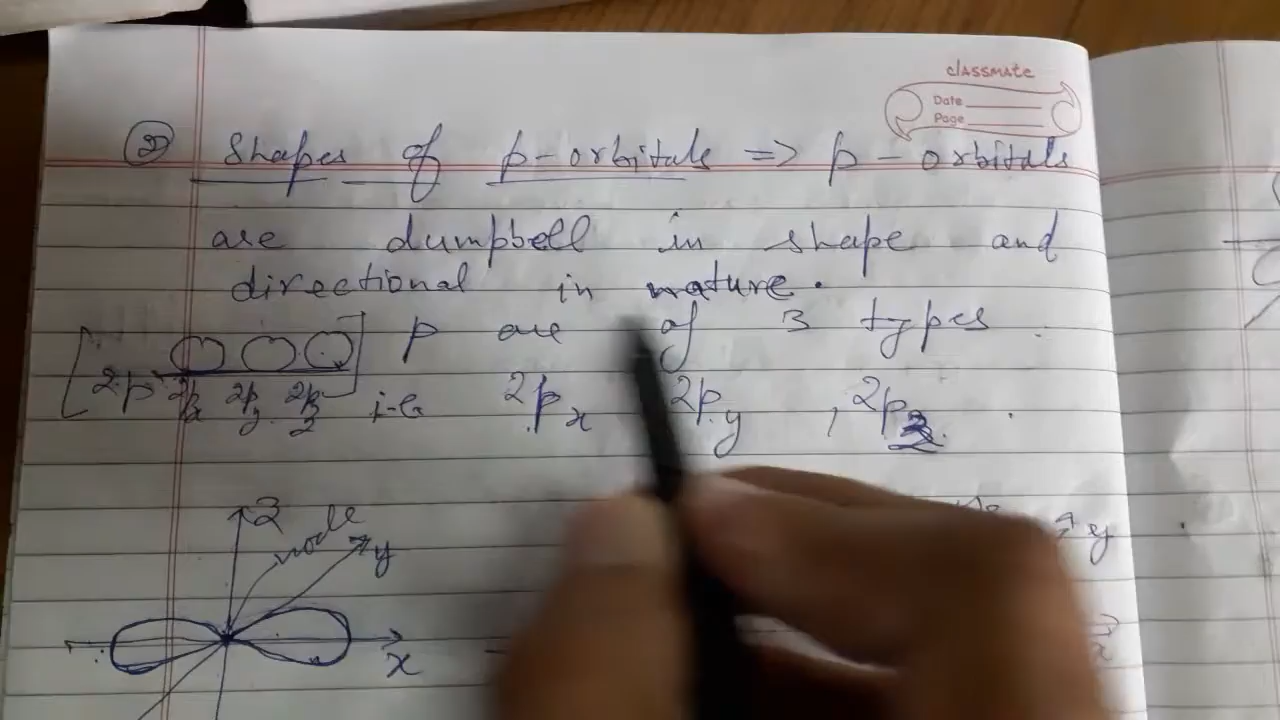 classmate
Date
Page
② Shapes of p-orbitals => p-orbitals
are dumpbell in shape and
directional in nature.
p are of 3 types
[2p 2px 2py 2pz] i.e. 2px 2py , 2pz
z
node
y
x
y
x